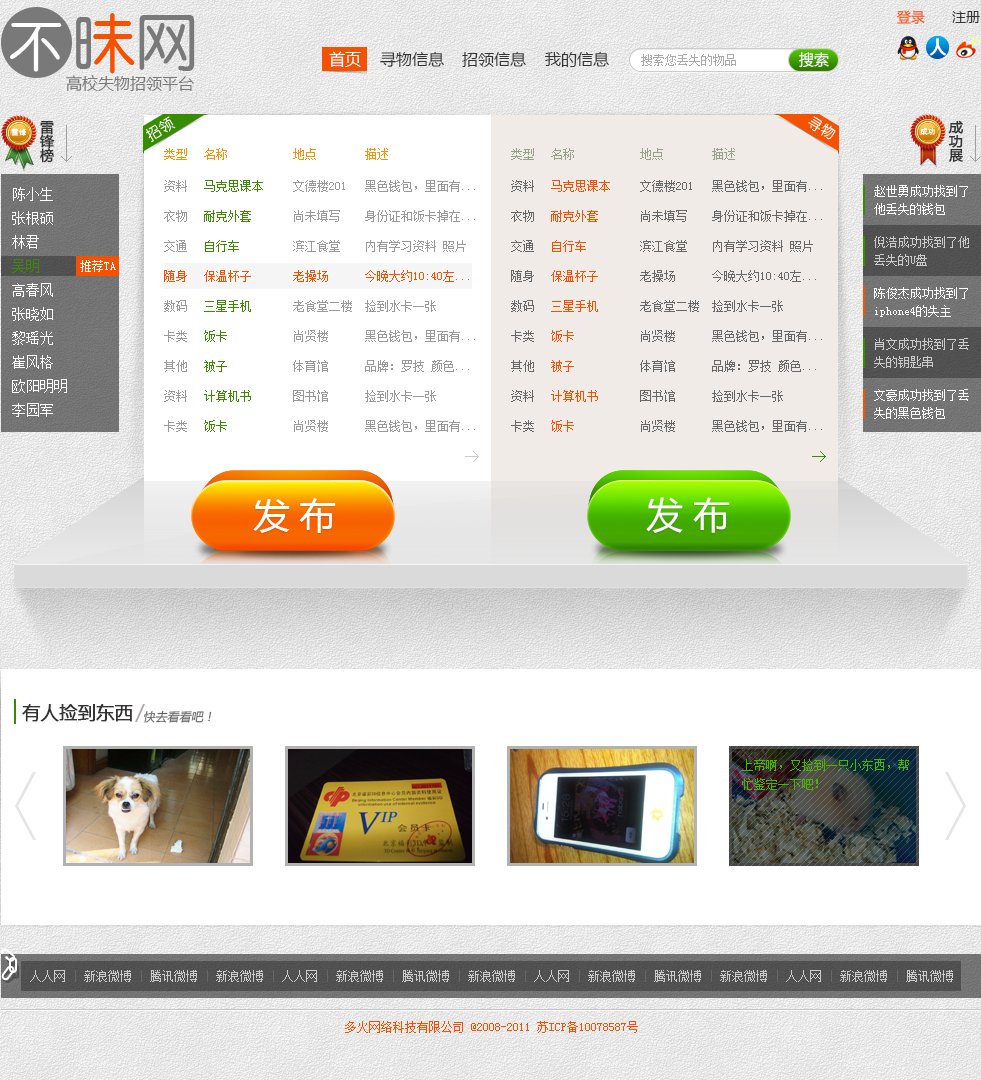 登录 注册
不昧网
高校失物招领平台
首页 寻物信息 招领信息 我的信息 搜索您丢失的物品 搜索
雷锋
雷锋榜
陈小生
张根硕
林君
吴明 推荐TA
高春风
张晓如
黎瑶光
崔风格
欧阳明明
李园军
招领
类型 名称 地点 描述
资料 马克思课本 文德楼201 黑色钱包，里面有...
衣物 耐克外套 尚未填写 身份证和饭卡掉在...
交通 自行车 滨江食堂 内有学习资料 照片
随身 保温杯子 老操场 今晚大约10:40左...
数码 三星手机 老食堂二楼 捡到水卡一张
卡类 饭卡 尚贤楼 黑色钱包，里面有...
其他 被子 体育馆 品牌：罗技 颜色...
资料 计算机书 图书馆 捡到水卡一张
卡类 饭卡 尚贤楼 黑色钱包，里面有...
发布
寻物
类型 名称 地点 描述
资料 马克思课本 文德楼201 黑色钱包，里面有...
衣物 耐克外套 尚未填写 身份证和饭卡掉在...
交通 自行车 滨江食堂 内有学习资料 照片
随身 保温杯子 老操场 今晚大约10:40左...
数码 三星手机 老食堂二楼 捡到水卡一张
卡类 饭卡 尚贤楼 黑色钱包，里面有...
其他 被子 体育馆 品牌：罗技 颜色...
资料 计算机书 图书馆 捡到水卡一张
卡类 饭卡 尚贤楼 黑色钱包，里面有...
发布
成功
成功展
赵世勇成功找到了
他丢失的钱包
倪洁成功找到了他
丢失的U盘
陈俊杰成功找到了
iphone4的失主
肖文成功找到了丢
失的钥匙串
文豪成功找到了丢
失的黑色钱包
有人捡到东西/快去看看吧！
VIP
会员卡
上帝啊，又捡到一只小东西，帮
忙鉴定一下吧！
人人网 新浪微博 腾讯微博 新浪微博 人人网 新浪微博 腾讯微博 新浪微博 人人网 新浪微博 腾讯微博 新浪微博 人人网 新浪微博 腾讯微博
多火网络科技有限公司 @2008-2011 苏ICP备10078587号